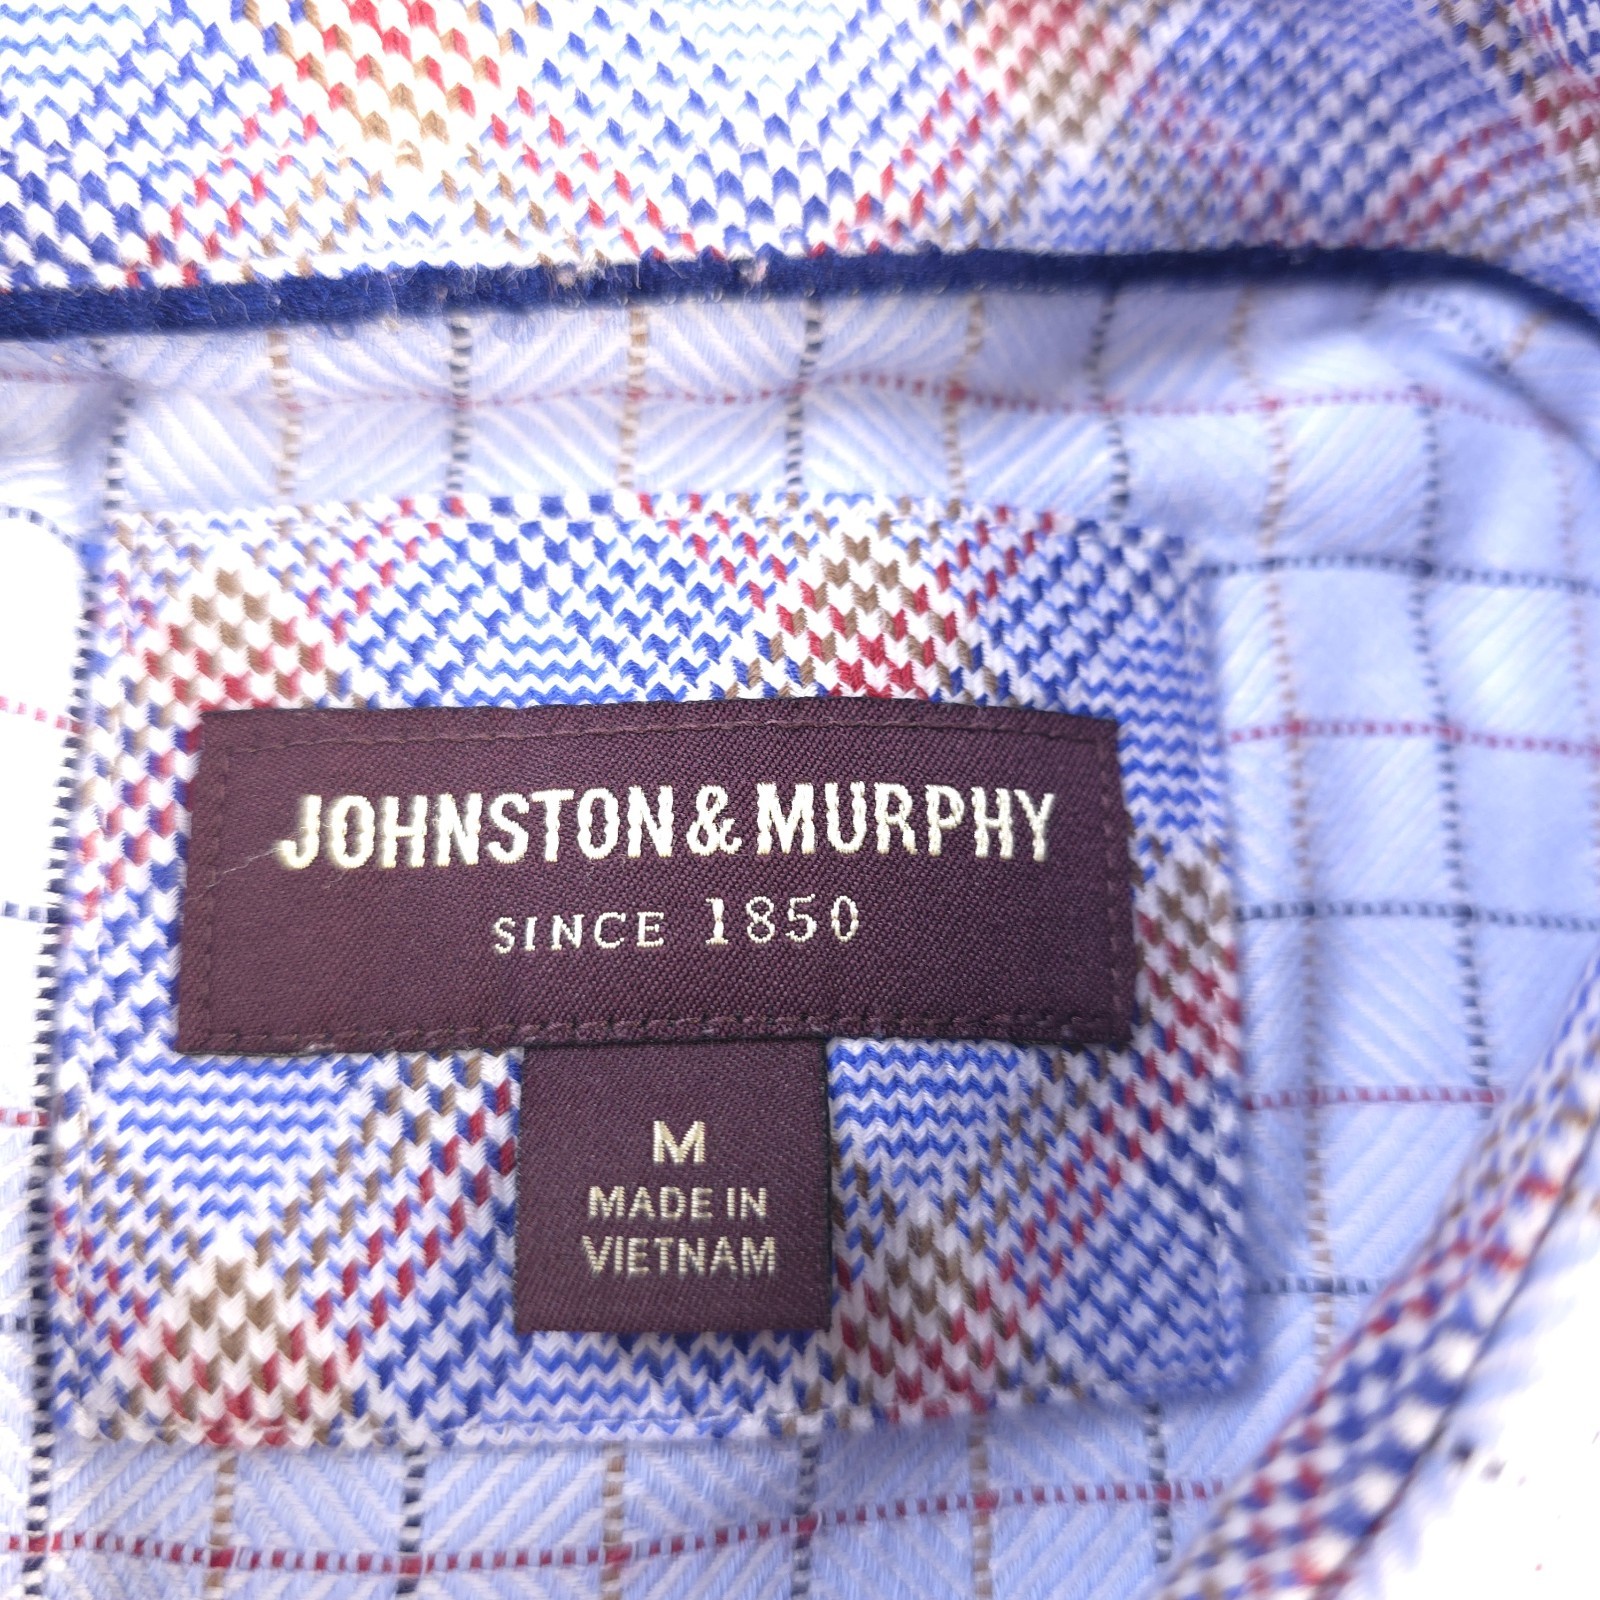 JOHNSTON & MURPHY
SINCE 1850
M
MADE IN
VIETNAM